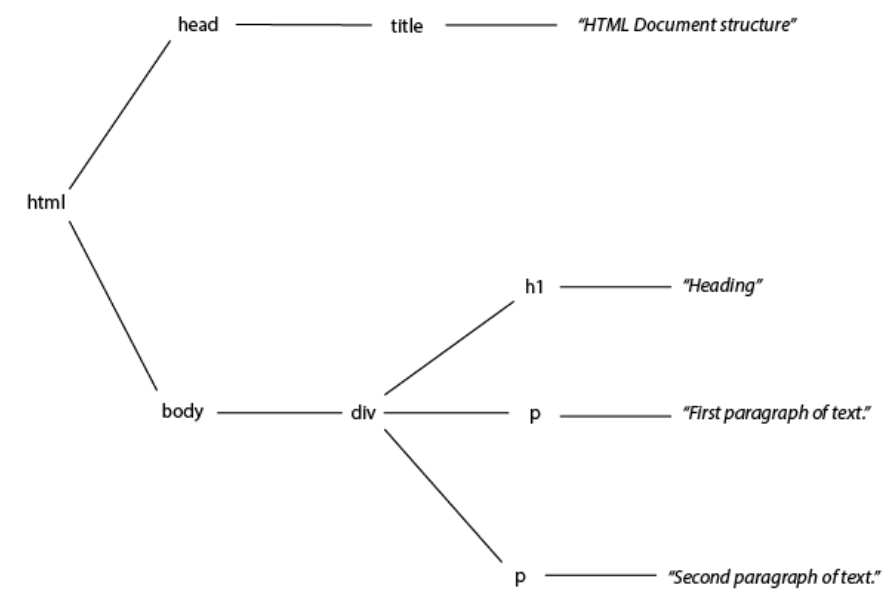 head title “HTML Document structure”
html
h1 “Heading”
body div p “First paragraph of text.”
p “Second paragraph of text.”